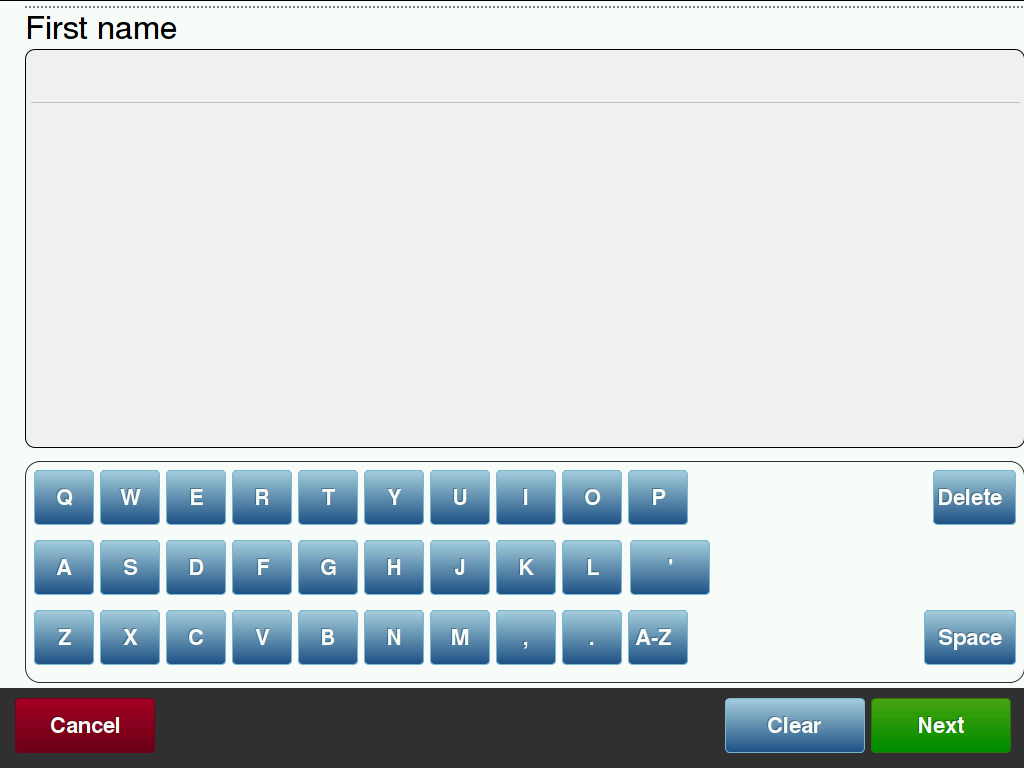 First name
Q W E R T Y U I O P Delete
A S D F G H J K L '
Z X C V B N M , . A-Z Space
Cancel Clear Next